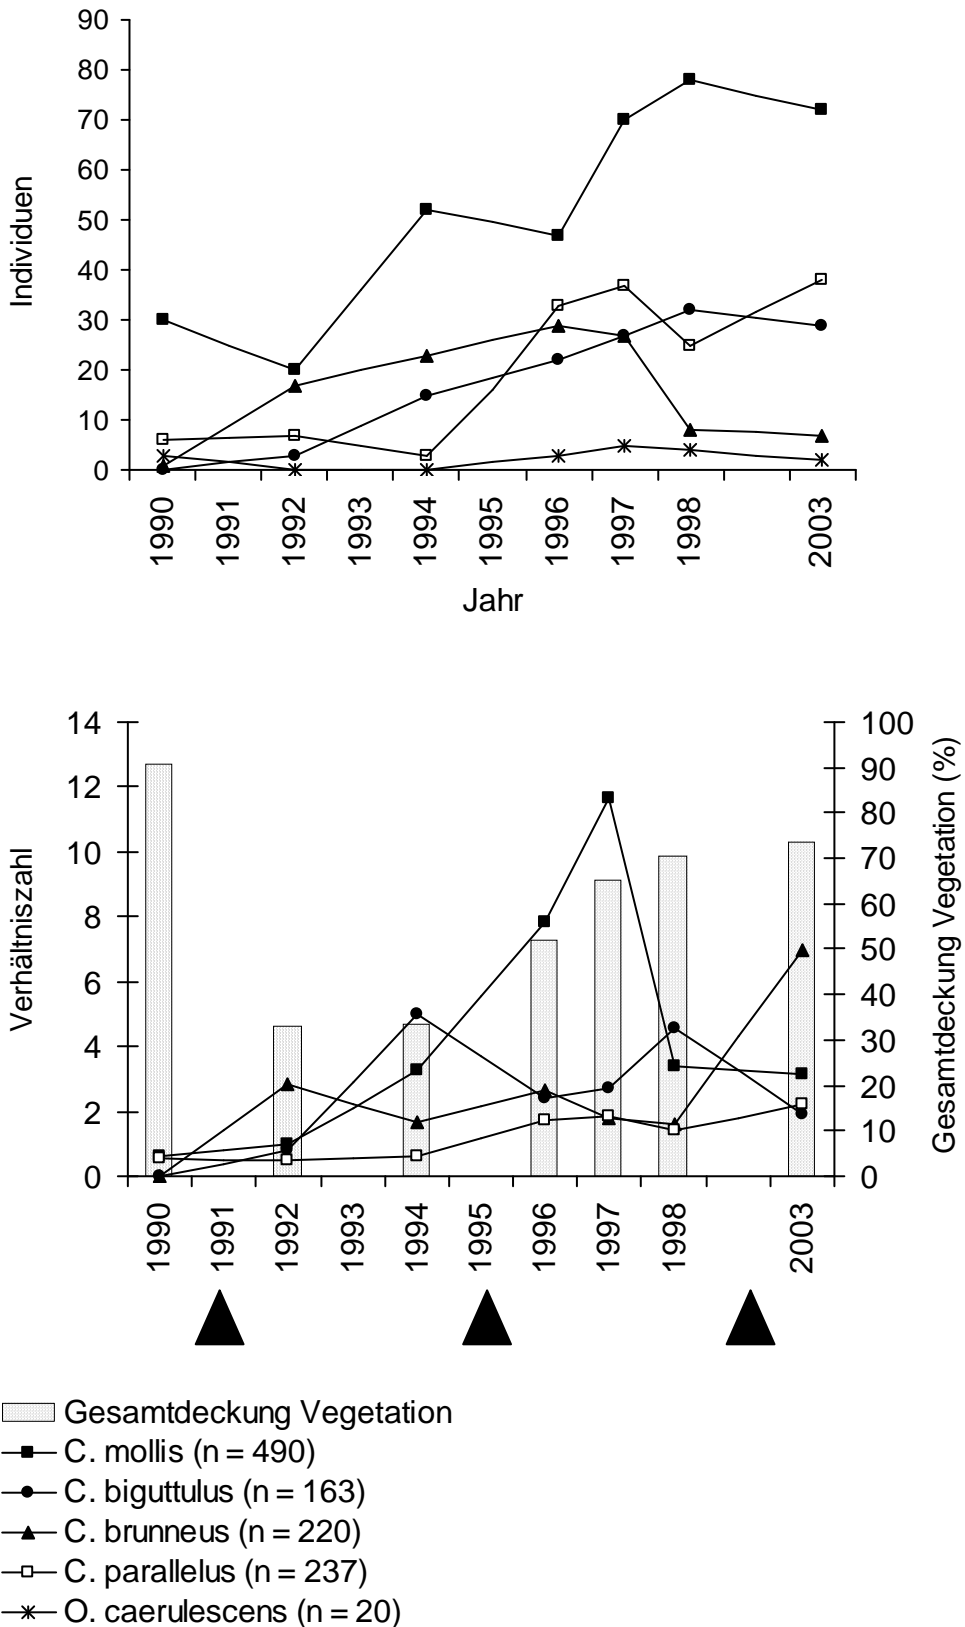 90
80
70
60
50
40
30
20
10
0
Individuen
1990 1991 1992 1993 1994 1995 1996 1997 1998 2003
Jahr
14
12
10
8
6
4
2
0
Verhältniszahl
100
90
80
70
60
50
40
30
20
10
0
Gesamtdeckung Vegetation (%)
1990 1991 1992 1993 1994 1995 1996 1997 1998 2003
Gesamtdeckung Vegetation
C. mollis (n = 490)
C. biguttulus (n = 163)
C. brunneus (n = 220)
C. parallelus (n = 237)
O. caerulescens (n = 20)